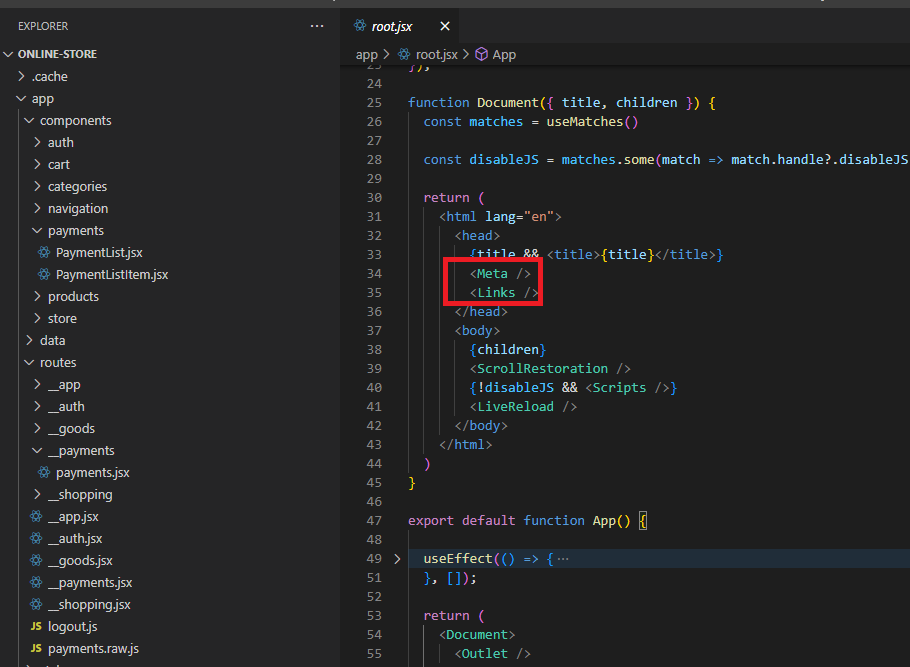 EXPLORER
ONLINE-STORE
.cache
app
components
auth
cart
categories
navigation
payments
PaymentList.jsx
PaymentListItem.jsx
products
store
data
routes
__app
__auth
__goods
__payments
payments.jsx
__shopping
__app.jsx
__auth.jsx
__goods.jsx
__payments.jsx
__shopping.jsx
JS logout.js
JS payments.raw.js
root.jsx
app > root.jsx > App
23 });
24
25 function Document({ title, children }) {
26 const matches = useMatches()
27
28 const disableJS = matches.some(match => match.handle?.disableJS
29
30 return (
31 <html lang="en">
32 <head>
33 {title && <title>{title}</title>}
34 <Meta />
35 <Links />
36 </head>
37 <body>
38 {children}
39 <ScrollRestoration />
40 {!disableJS && <Scripts />}
41 <LiveReload />
42 </body>
43 </html>
44 )
45 }
46
47 export default function App() {
48
49 useEffect(() => { ⋯
51 }, []);
52
53 return (
54 <Document>
55 <Outlet />